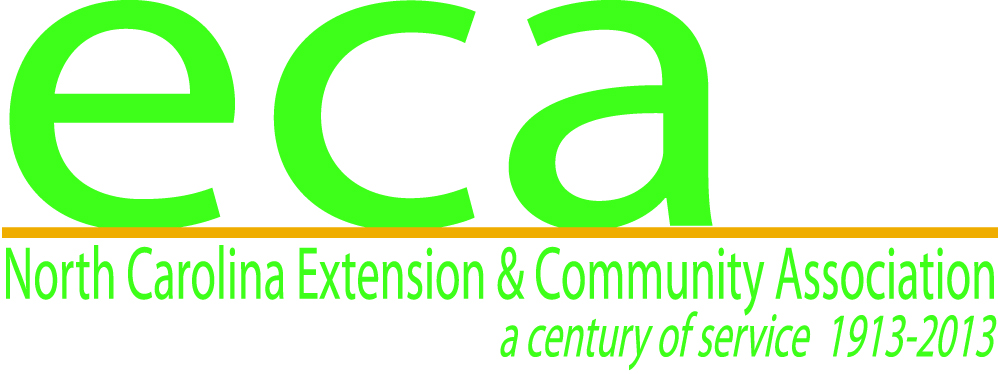 eca
North Carolina Extension & Community Association
a century of service 1913-2013